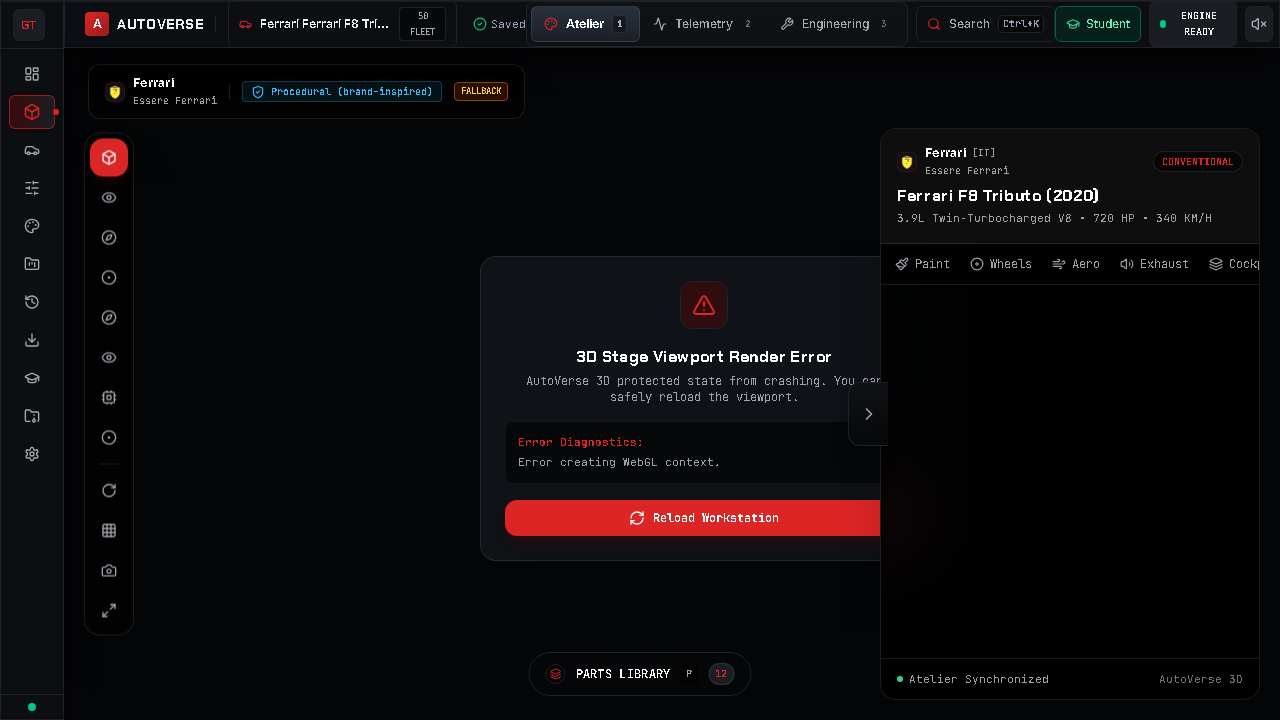 GT
A AUTOVERSE
Ferrari Ferrari F8 Tri...
50
FLEET
Saved
Atelier 1
Telemetry 2
Engineering 3
Search Ctrl+K
Student
ENGINE
READY
Ferrari
Essere Ferrari
Procedural (brand-inspired)
FALLBACK
Ferrari [IT]
Essere Ferrari
CONVENTIONAL
Ferrari F8 Tributo (2020)
3.9L Twin-Turbocharged V8 • 720 HP • 340 KM/H
Paint Wheels Aero Exhaust Cockp
3D Stage Viewport Render Error
AutoVerse 3D protected state from crashing. You can
safely reload the viewport.
Error Diagnostics:
Error creating WebGL context.
Reload Workstation
PARTS LIBRARY P 12
Atelier Synchronized
AutoVerse 3D